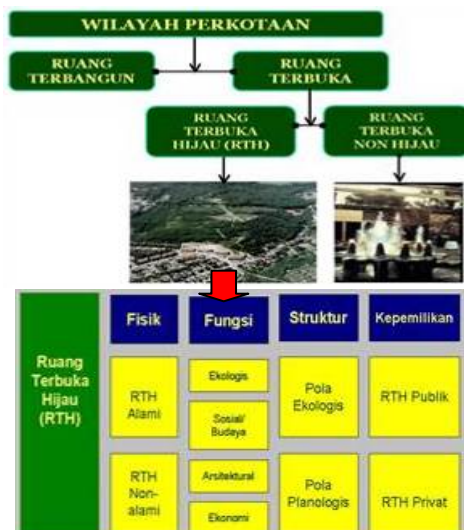 WILAYAH PERKOTAAN
RUANG
TERBANGUN
RUANG
TERBUKA
RUANG
TERBUKA
HIJAU (RTH)
RUANG
TERBUKA
NON HIJAU
Ruang
Terbuka
Hijau
(RTH)
Fisik
Fungsi
Struktur
Kepemilikan
RTH
Alami
Ekologis
Sosial/
Budaya
Pola
Ekologis
RTH Publik
RTH
Non-
alami
Arsitektural
Ekonomi
Pola
Planologis
RTH Privat